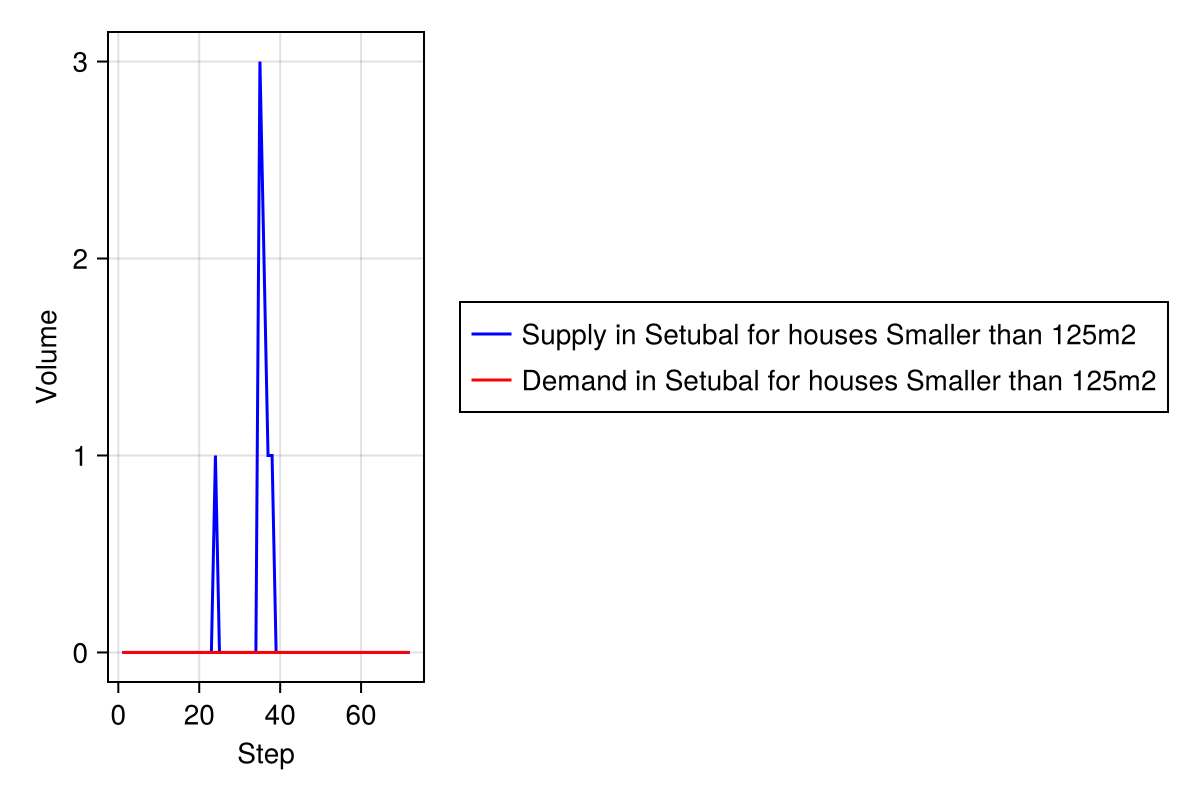 3
2
1
0
Volume
0 20 40 60
Step
Supply in Setubal for houses Smaller than 125m2
Demand in Setubal for houses Smaller than 125m2